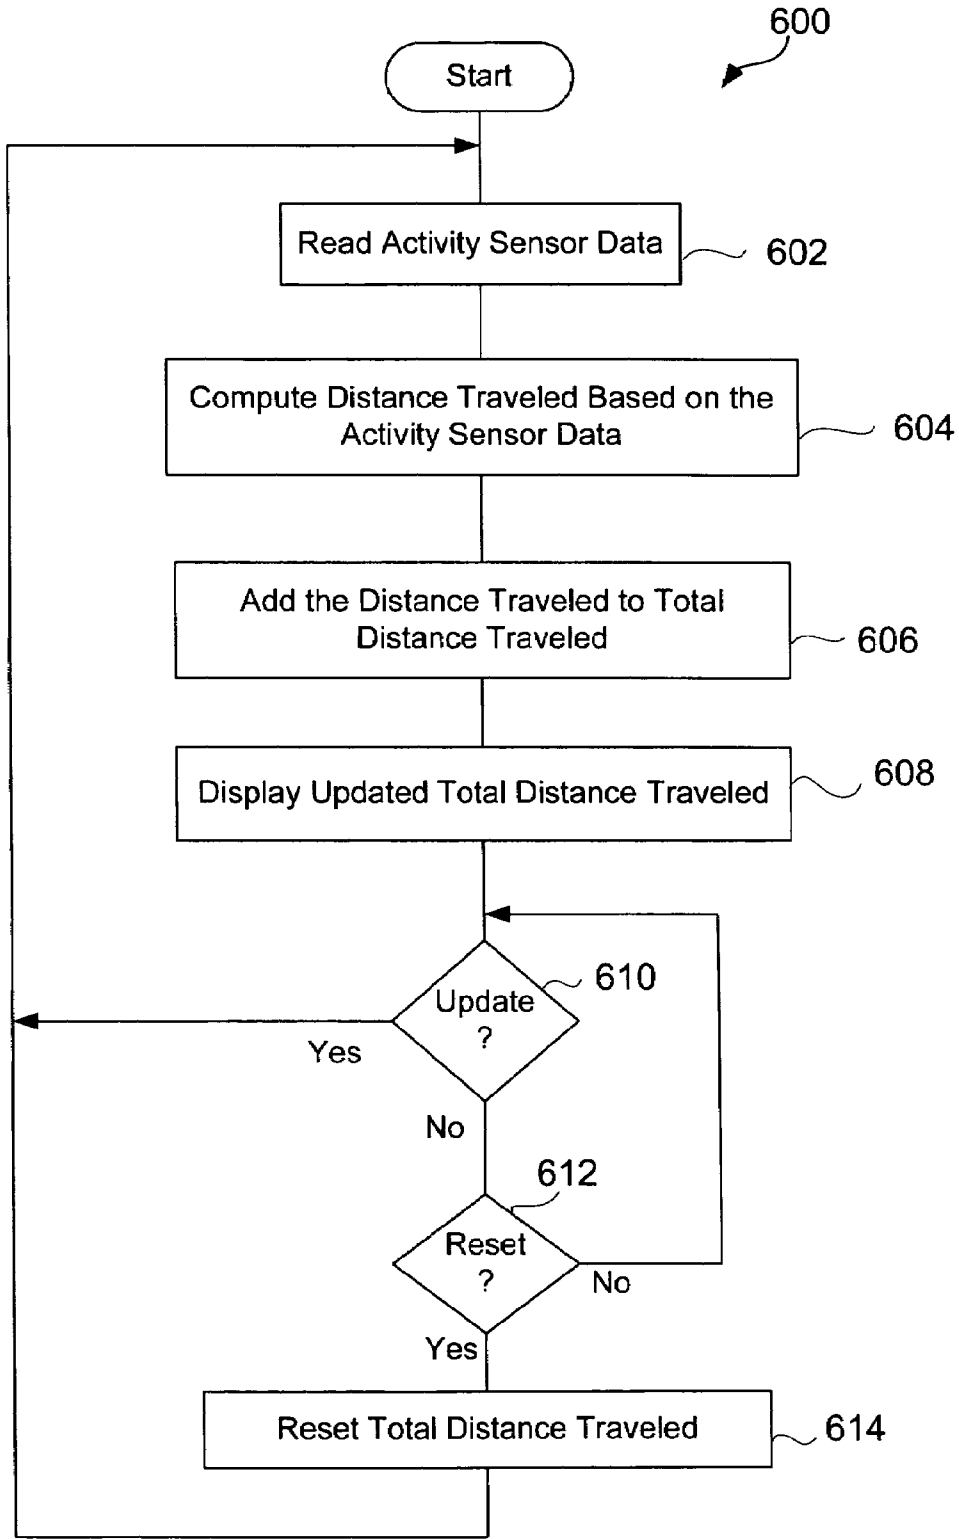 600
Start
Read Activity Sensor Data
602
Compute Distance Traveled Based on the
Activity Sensor Data
604
Add the Distance Traveled to Total
Distance Traveled
606
Display Updated Total Distance Traveled
608
Update
?
610
Yes
No
612
Reset
?
No
Yes
Reset Total Distance Traveled
614